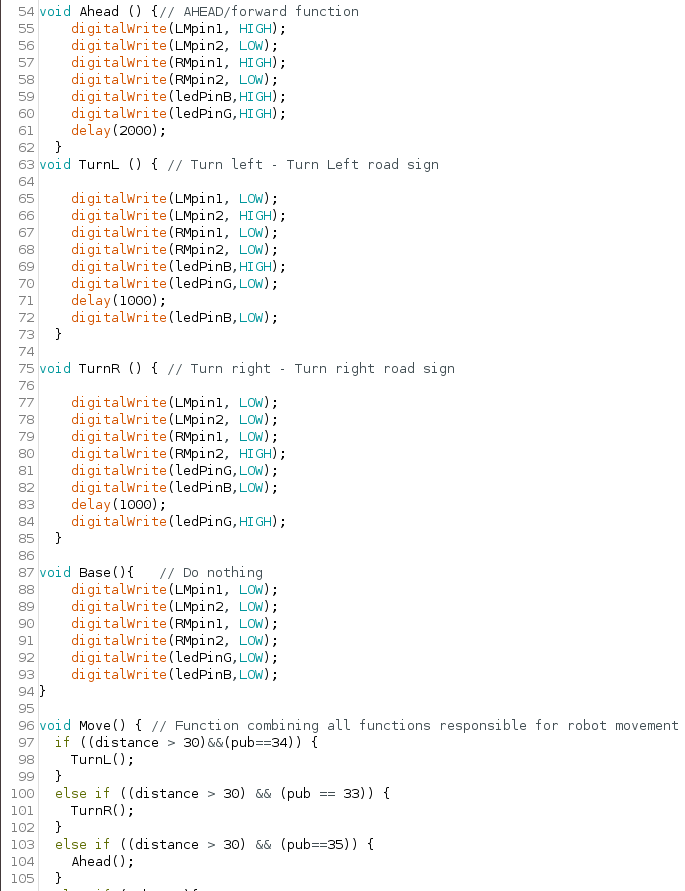 54 void Ahead () {// AHEAD/forward function
55     digitalWrite(LMpin1, HIGH);
56     digitalWrite(LMpin2, LOW);
57     digitalWrite(RMpin1, HIGH);
58     digitalWrite(RMpin2, LOW);
59     digitalWrite(ledPinB,HIGH);
60     digitalWrite(ledPinG,HIGH);
61     delay(2000);
62   }
63 void TurnL () { // Turn left - Turn Left road sign
64
65     digitalWrite(LMpin1, LOW);
66     digitalWrite(LMpin2, HIGH);
67     digitalWrite(RMpin1, LOW);
68     digitalWrite(RMpin2, LOW);
69     digitalWrite(ledPinB,HIGH);
70     digitalWrite(ledPinG,LOW);
71     delay(1000);
72     digitalWrite(ledPinB,LOW);
73   }
74
75 void TurnR () { // Turn right - Turn right road sign
76
77     digitalWrite(LMpin1, LOW);
78     digitalWrite(LMpin2, LOW);
79     digitalWrite(RMpin1, LOW);
80     digitalWrite(RMpin2, HIGH);
81     digitalWrite(ledPinG,LOW);
82     digitalWrite(ledPinB,LOW);
83     delay(1000);
84     digitalWrite(ledPinG,HIGH);
85   }
86
87 void Base(){   // Do nothing
88     digitalWrite(LMpin1, LOW);
89     digitalWrite(LMpin2, LOW);
90     digitalWrite(RMpin1, LOW);
91     digitalWrite(RMpin2, LOW);
92     digitalWrite(ledPinG,LOW);
93     digitalWrite(ledPinB,LOW);
94 }
95
96 void Move() { // Function combining all functions responsible for robot movement
97   if ((distance > 30)&&(pub==34)) {
98     TurnL();
99   }
100   else if ((distance > 30) && (pub == 33)) {
101     TurnR();
102   }
103   else if ((distance > 30) && (pub==35)) {
104     Ahead();
105   }